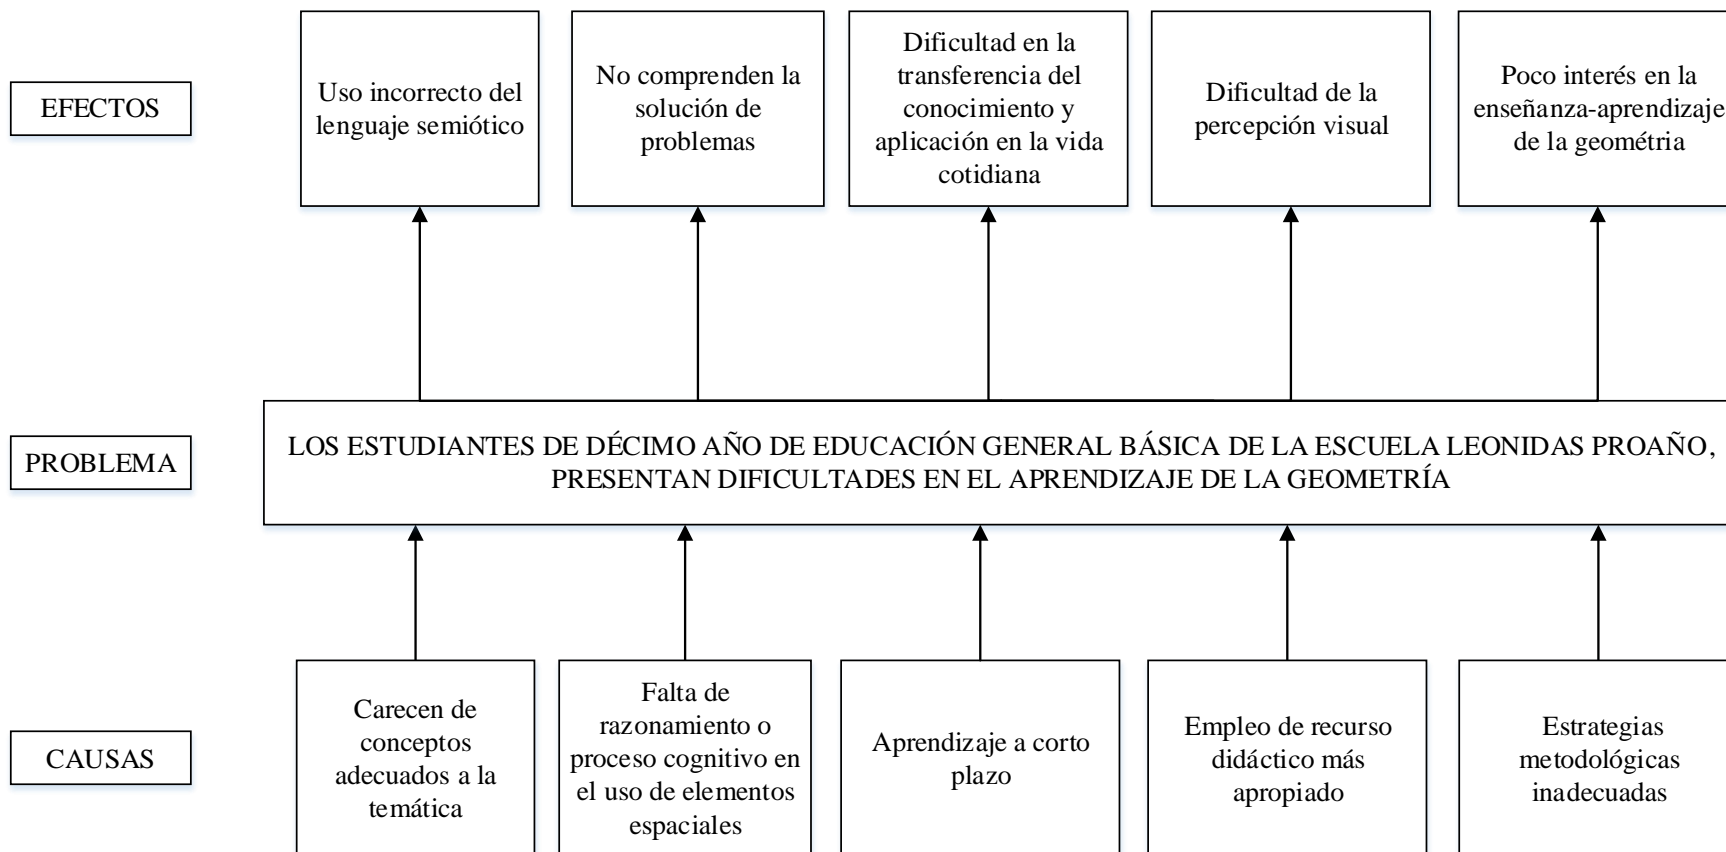 EFECTOS
Uso incorrecto del
lenguaje semiótico
No comprenden la
solución de
problemas
Dificultad en la
transferencia del
conocimiento y
aplicación en la vida
cotidiana
Dificultad de la
percepción visual
Poco interés en la
enseñanza-aprendizaje
de la geométria
PROBLEMA
LOS ESTUDIANTES DE DÉCIMO AÑO DE EDUCACIÓN GENERAL BÁSICA DE LA ESCUELA LEONIDAS PROAÑO,
PRESENTAN DIFICULTADES EN EL APRENDIZAJE DE LA GEOMETRÍA
CAUSAS
Carecen de
conceptos
adecuados a la
temática
Falta de
razonamiento o
proceso cognitivo en
el uso de elementos
espaciales
Aprendizaje a corto
plazo
Empleo de recurso
didáctico más
apropiado
Estrategias
metodológicas
inadecuadas